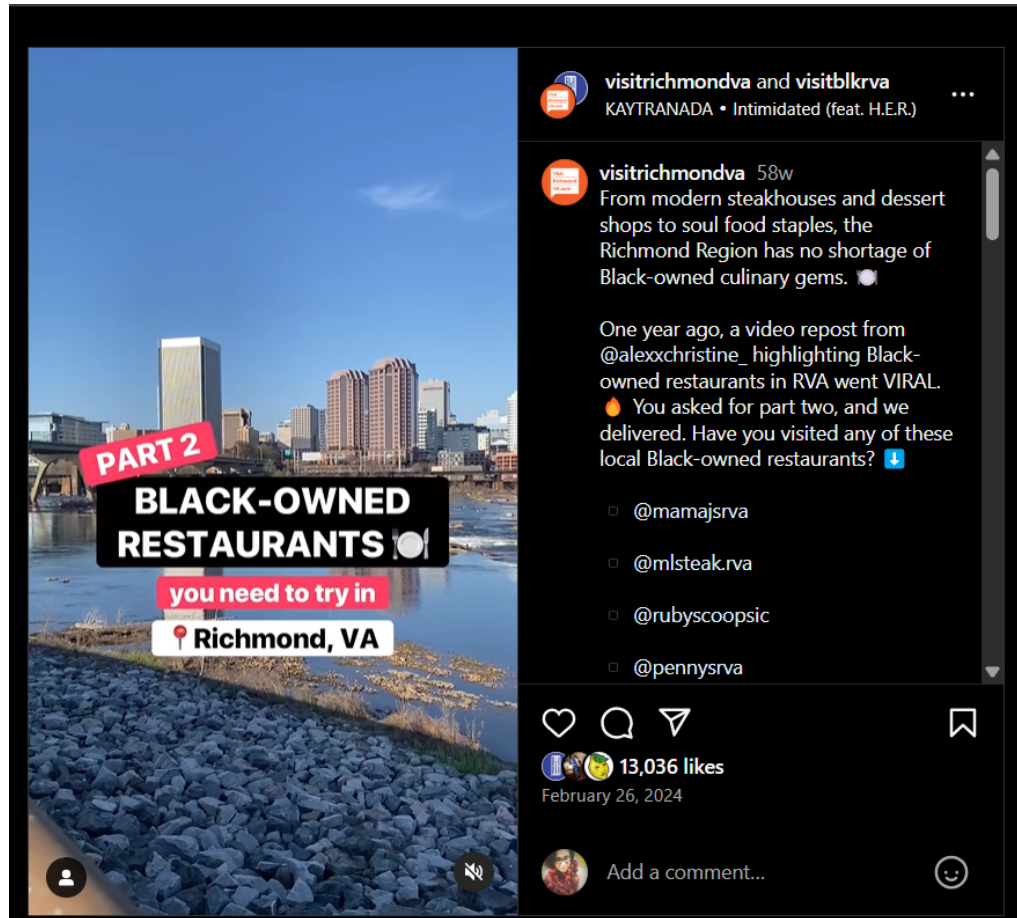 PART 2
BLACK-OWNED
RESTAURANTS 🍽️
you need to try in
📍Richmond, VA
visitrichmondva and visitblkrva
KAYTRANADA • Intimidated (feat. H.E.R.)
visitrichmondva 58w
From modern steakhouses and dessert
shops to soul food staples, the
Richmond Region has no shortage of
Black-owned culinary gems. 🍽️
One year ago, a video repost from
@alexxchristine_ highlighting Black-
owned restaurants in RVA went VIRAL.
🔥 You asked for part two, and we
delivered. Have you visited any of these
local Black-owned restaurants? ⬇️
▫️ @mamajsrva
▫️ @mlsteak.rva
▫️ @rubyscoopsic
▫️ @pennysrva
13,036 likes
February 26, 2024
Add a comment...